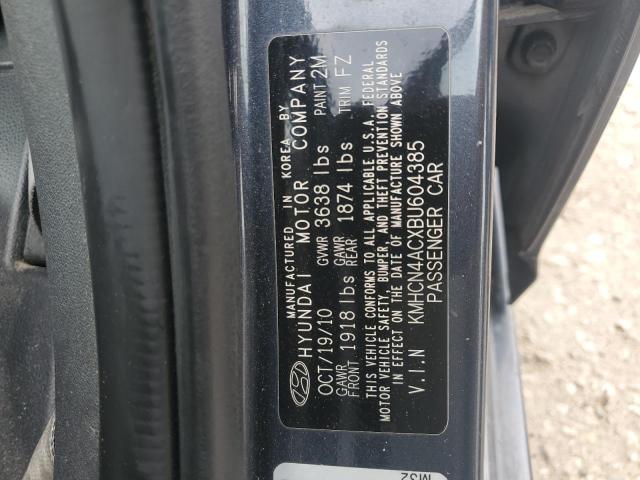 MANUFACTURED IN KOREA BY
HYUNDAI MOTOR COMPANY
OCT/19/10 GVWR 3638 lbs PAINT 2M
GAWR FRONT 1918 lbs GAWR REAR 1874 lbs TRIM FZ
THIS VEHICLE CONFORMS TO ALL APPLICABLE U.S.A. FEDERAL
MOTOR VEHICLE SAFETY, BUMPER, AND THEFT PREVENTION STANDARDS
IN EFFECT ON THE DATE OF MANUFACTURE SHOWN ABOVE
V.I.N KMHCN4ACXBU604385
PASSENGER CAR
M32